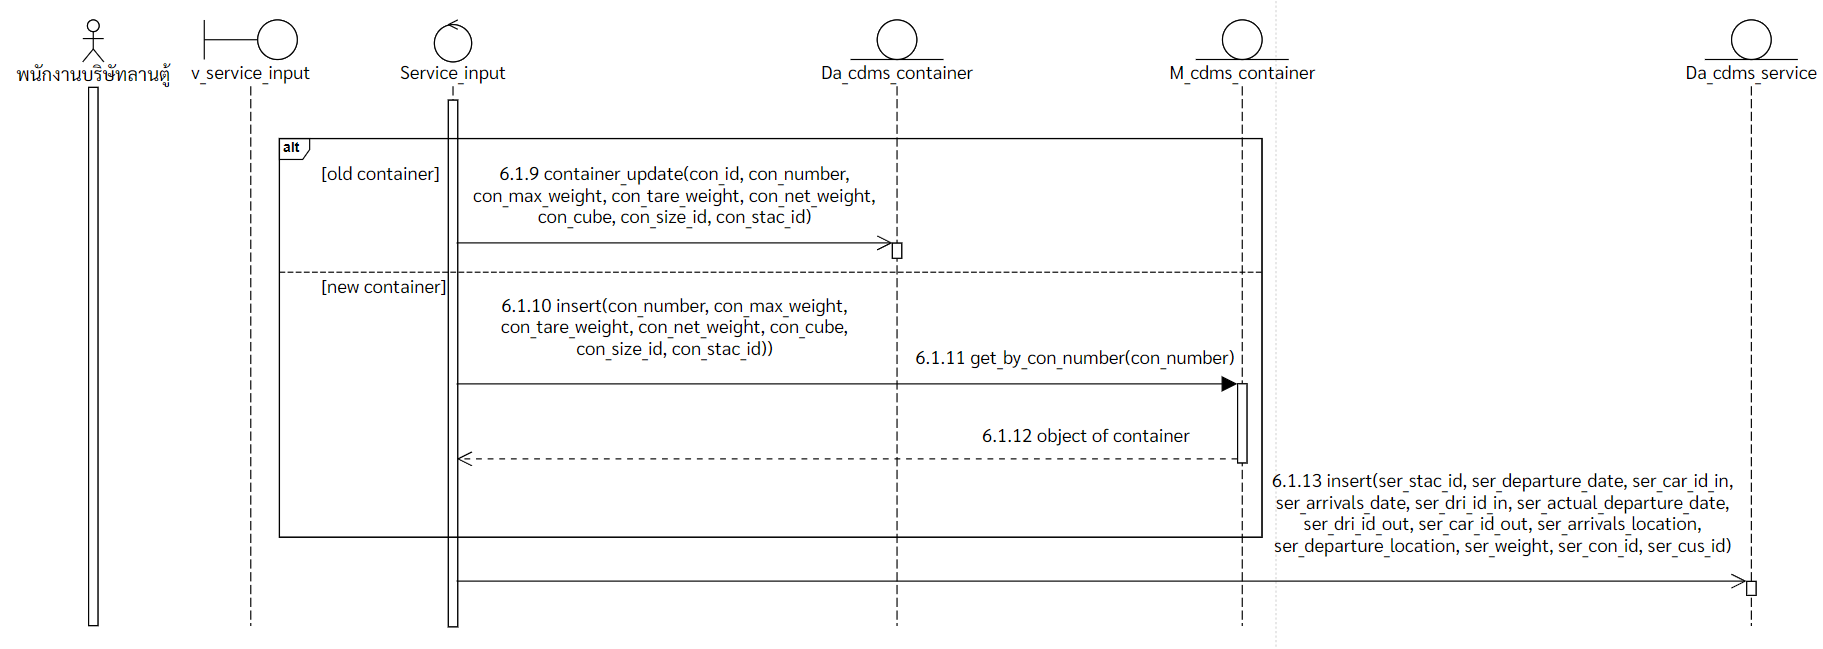 พนักงานบริษัทลานตู้
v_service_input
Service_input
Da_cdms_container
M_cdms_container
Da_cdms_service
alt
[old container]
6.1.9 container_update(con_id, con_number,
con_max_weight, con_tare_weight, con_net_weight,
con_cube, con_size_id, con_stac_id)
[new container]
6.1.10 insert(con_number, con_max_weight,
con_tare_weight, con_net_weight, con_cube,
con_size_id, con_stac_id))
6.1.11 get_by_con_number(con_number)
6.1.12 object of container
6.1.13 insert(ser_stac_id, ser_departure_date, ser_car_id_in,
ser_arrivals_date, ser_dri_id_in, ser_actual_departure_date,
ser_dri_id_out, ser_car_id_out, ser_arrivals_location,
ser_departure_location, ser_weight, ser_con_id, ser_cus_id)